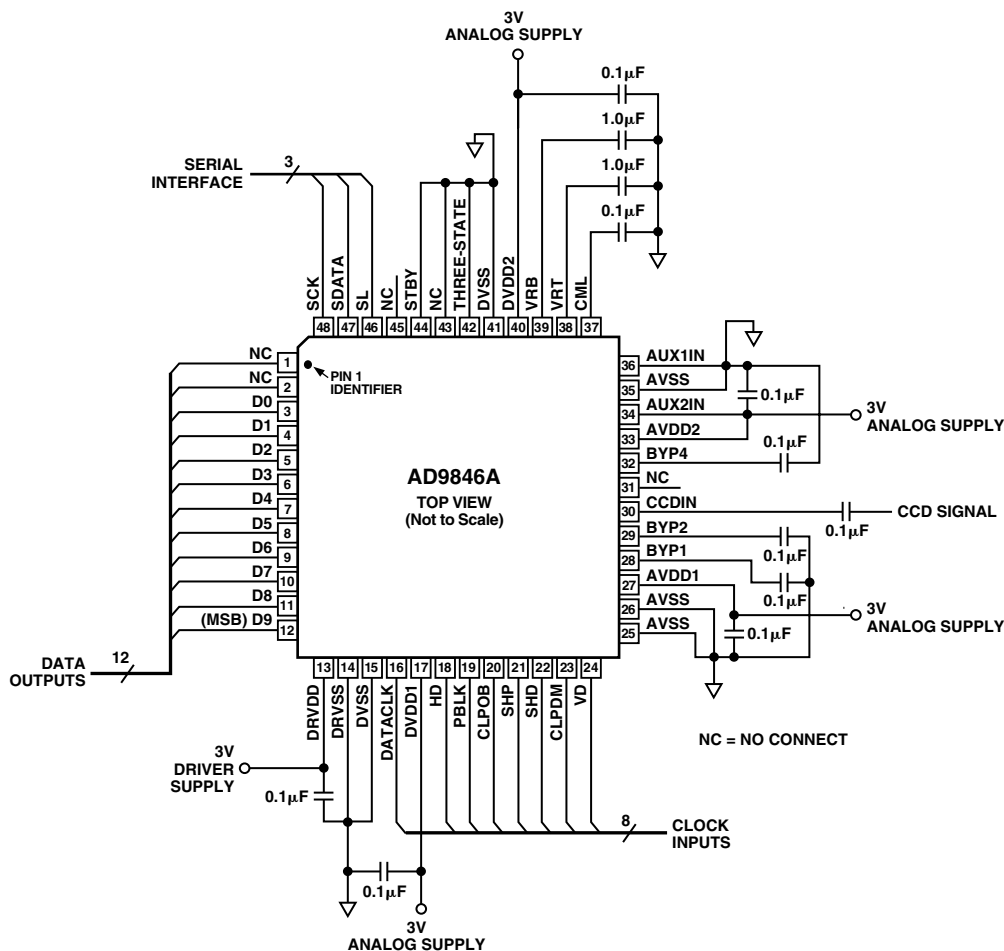 3V
ANALOG SUPPLY
0.1µF
1.0µF
1.0µF
0.1µF
SERIAL
INTERFACE
3
SCK
SDATA
SL
NC
STBY
NC
THREE-STATE
DVSS
DVDD2
VRB
VRT
CML
48
47
46
45
44
43
42
41
40
39
38
37
NC
1
NC
2
D0
3
D1
4
D2
5
D3
6
D4
7
D5
8
D6
9
D7
10
D8
11
(MSB) D9
12
PIN 1
IDENTIFIER
AD9846A
TOP VIEW
(Not to Scale)
36
AUX1IN
35
AVSS
34
AUX2IN
33
AVDD2
32
BYP4
31
NC
30
CCDIN
29
BYP2
28
BYP1
27
AVDD1
26
AVSS
25
AVSS
0.1µF
3V
ANALOG SUPPLY
0.1µF
0.1µF
CCD SIGNAL
0.1µF
0.1µF
0.1µF
3V
ANALOG SUPPLY
DATA
OUTPUTS
12
13
14
15
16
17
18
19
20
21
22
23
24
DRVDD
DRVSS
DVSS
DATACLK
DVDD1
HD
PBLK
CLPOB
SHP
SHD
CLPDM
VD
NC = NO CONNECT
3V
DRIVER
SUPPLY
0.1µF
8
CLOCK
INPUTS
0.1µF
3V
ANALOG SUPPLY